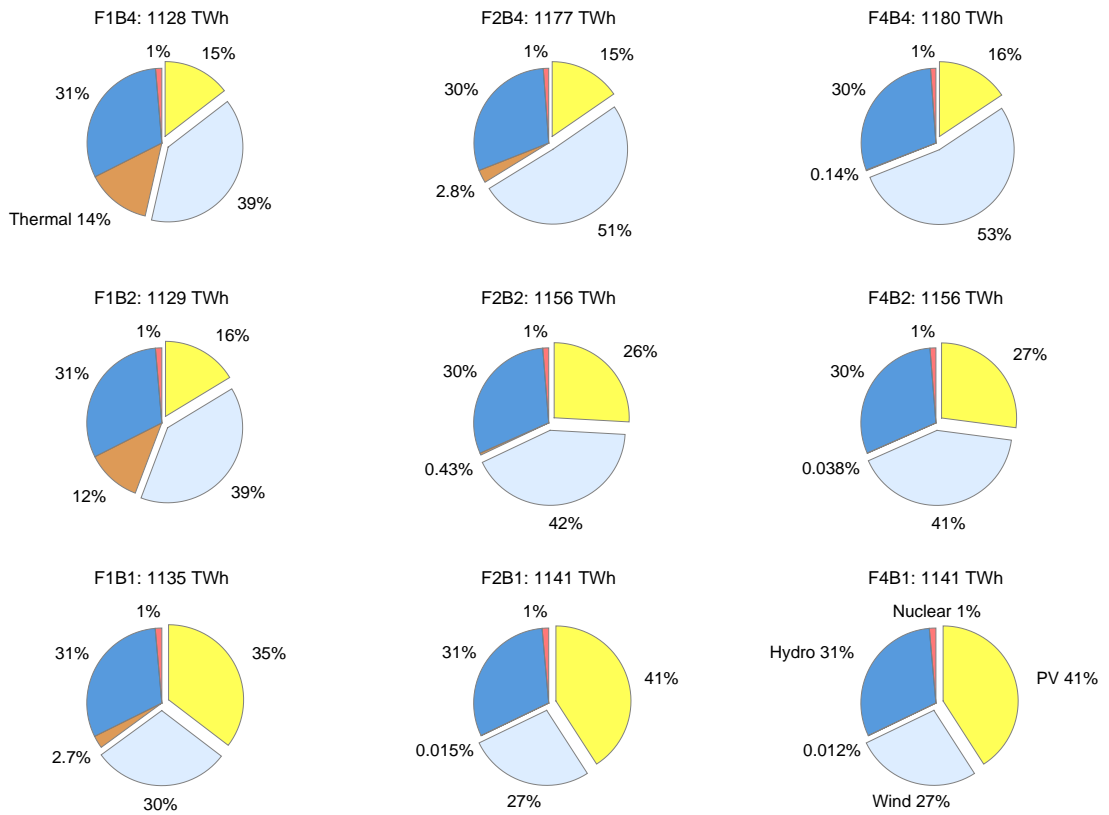 F1B4: 1128 TWh
1%
15%
31%
39%
Thermal 14%
F2B4: 1177 TWh
1%
15%
30%
2.8%
51%
F4B4: 1180 TWh
1%
16%
30%
0.14%
53%
F1B2: 1129 TWh
1%
16%
31%
12%
39%
F2B2: 1156 TWh
1%
26%
30%
0.43%
42%
F4B2: 1156 TWh
1%
27%
30%
0.038%
41%
F1B1: 1135 TWh
1%
31%
35%
2.7%
30%
F2B1: 1141 TWh
1%
31%
41%
0.015%
27%
F4B1: 1141 TWh
Nuclear 1%
Hydro 31%
PV 41%
0.012%
Wind 27%